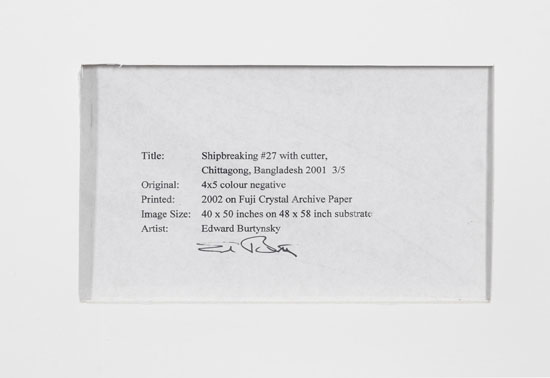 Title: Shipbreaking #27 with cutter,
Chittagong, Bangladesh 2001 3/5
Original: 4x5 colour negative
Printed: 2002 on Fuji Crystal Archive Paper
Image Size: 40 x 50 inches on 48 x 58 inch substrate
Artist: Edward Burtynsky